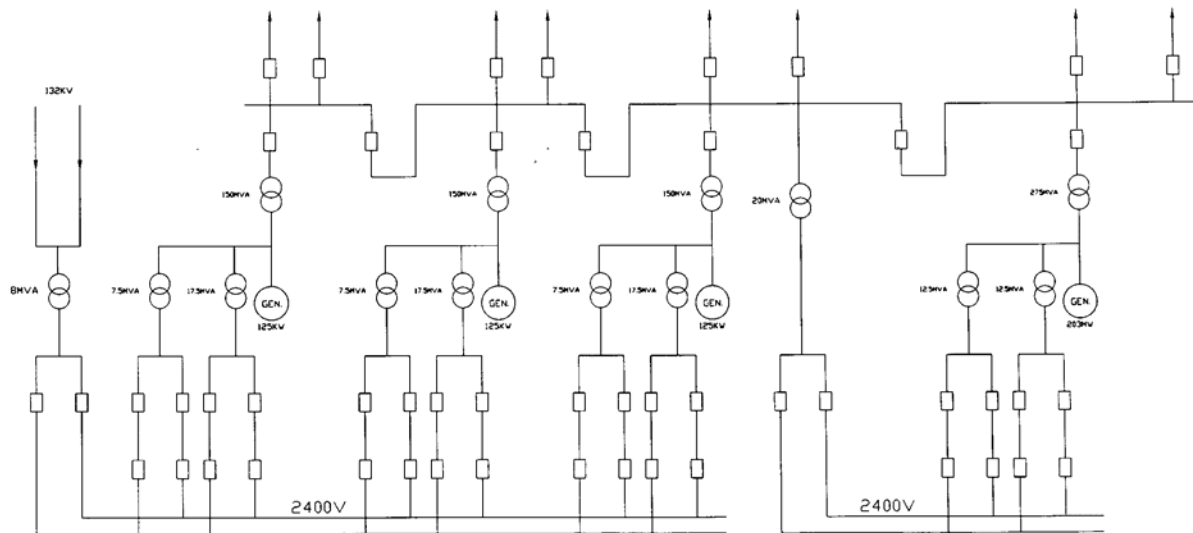 132KV
150MVA
150MVA
150MVA
20MVA
275MVA
8MVA
7.5MVA
17.5MVA
GEN.
125KW
7.5MVA
17.5MVA
GEN.
125KW
7.5MVA
17.5MVA
GEN.
125KW
12.5MVA
12.5MVA
GEN.
203MW
2400V
2400V